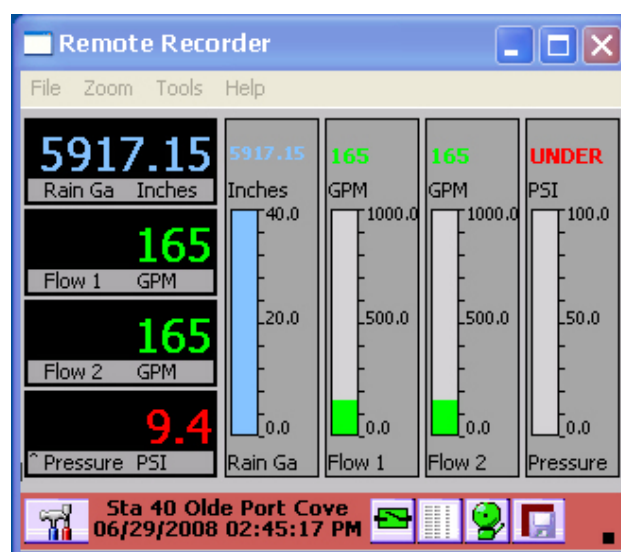 Remote Recorder
File Zoom Tools Help
5917.15
Rain Ga Inches
165
Flow 1 GPM
165
Flow 2 GPM
9.4
^ Pressure PSI
5917.15
Inches
40.0
20.0
0.0
Rain Ga
165
GPM
1000.0
500.0
0.0
Flow 1
165
GPM
1000.0
500.0
0.0
Flow 2
UNDER
PSI
100.0
50.0
0.0
Pressure
Sta 40 Olde Port Cove
06/29/2008 02:45:17 PM